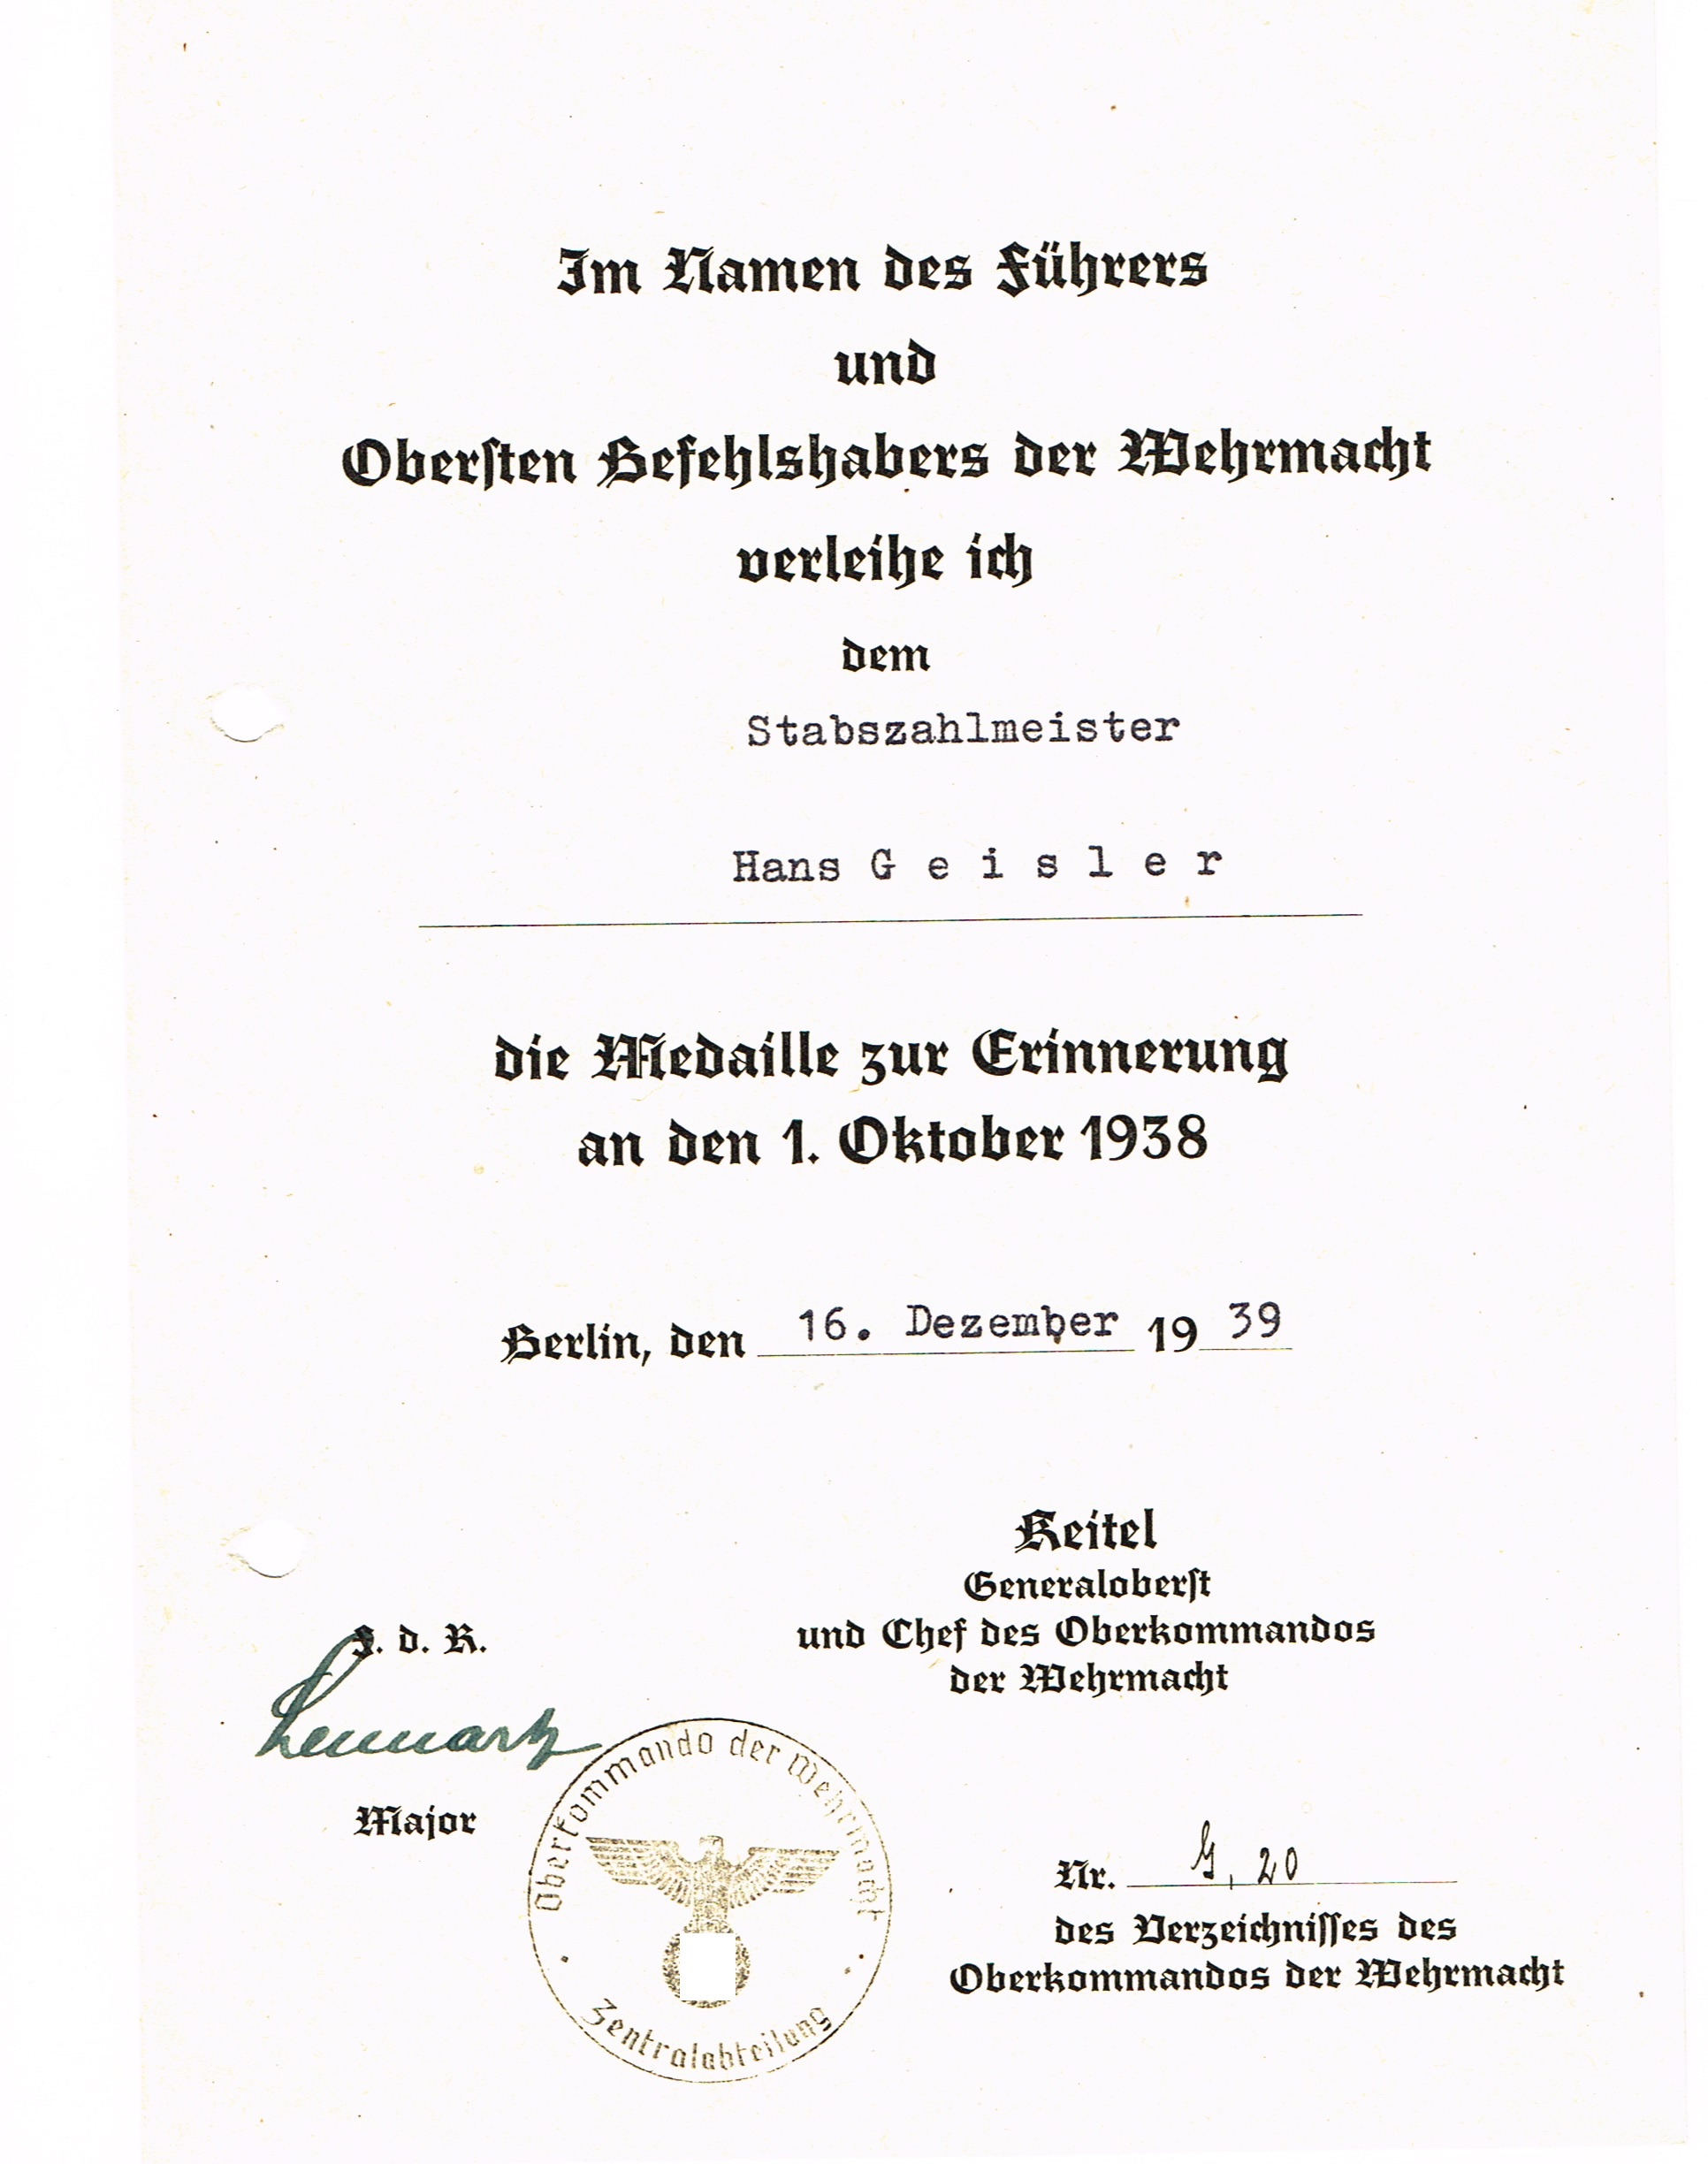 Im Namen des Führers
und
Obersten Befehlshabers der Wehrmacht
verleihe ich
dem
Stabszahlmeister
Hans G e i s l e r
die Medaille zur Erinnerung
an den 1. Oktober 1938
Berlin, den 16. Dezember 19 39
Keitel
Generaloberst
und Chef des Oberkommandos
der Wehrmacht
F. d. R.
Lennartz
Major
Oberkommando der Wehrmacht
Zentralabteilung
Nr. G, 20
des Verzeichnisses des
Oberkommandos der Wehrmacht